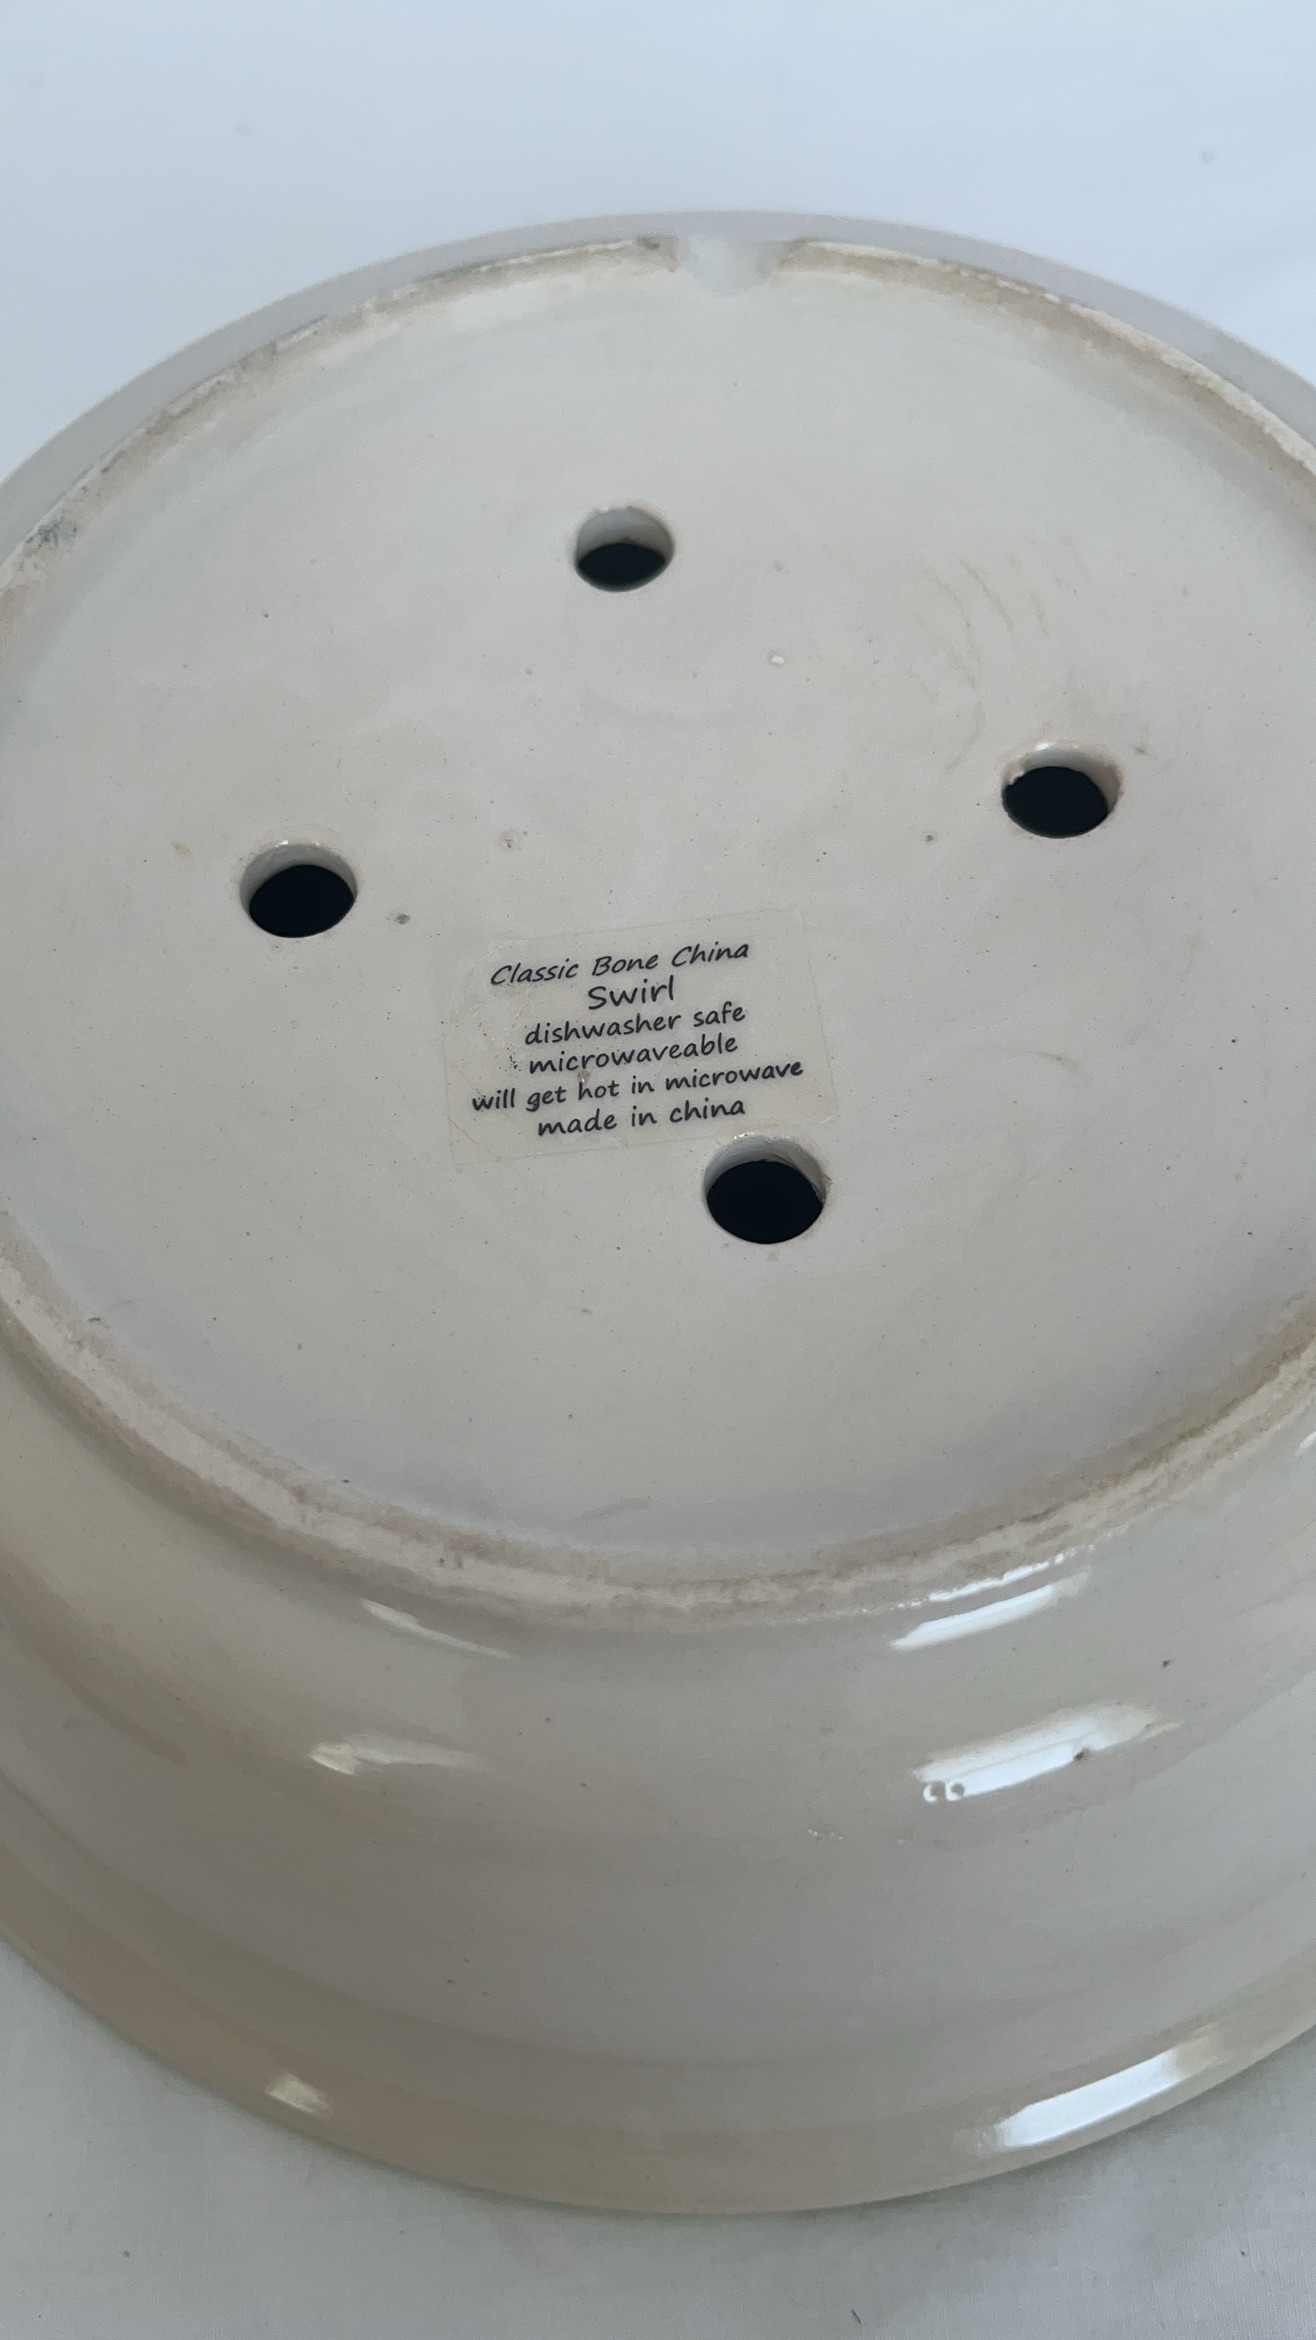 Classic Bone China
Swirl
dishwasher safe
microwaveable
will get hot in microwave
made in china